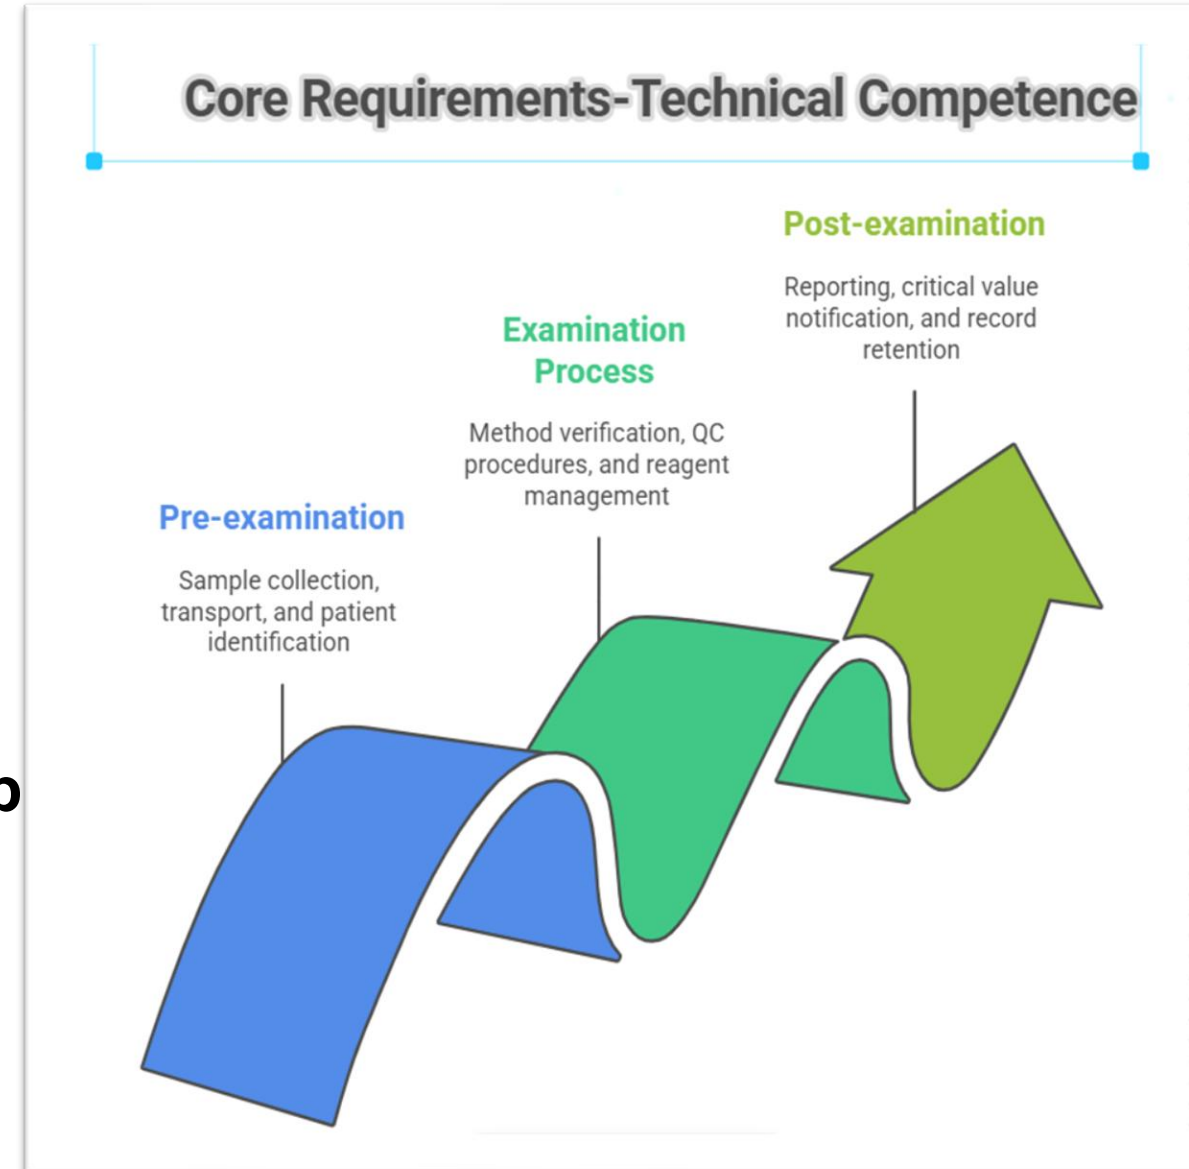 Core Requirements-Technical Competence
Post-examination
Reporting, critical value
notification, and record
retention
Examination
Process
Method verification, QC
procedures, and reagent
management
Pre-examination
Sample collection,
transport, and patient
identification